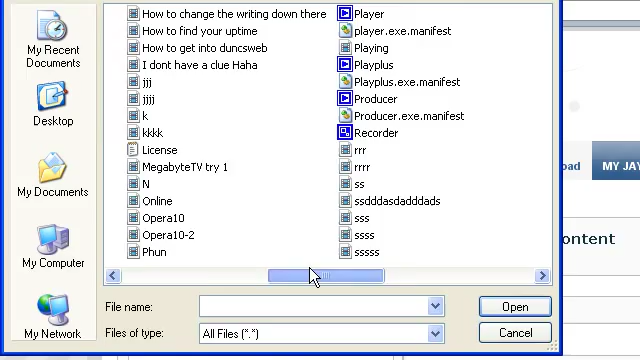 My Recent
Documents
Desktop
My Documents
My Computer
My Network
How to change the writing down there
How to find your uptime
How to get into duncsweb
I dont have a clue Haha
jjj
jjjj
k
kkkk
License
MegabyteTV try 1
N
Online
Opera10
Opera10-2
Phun
Player
player.exe.manifest
Playing
Playplus
Playplus.exe.manifest
Producer
Producer.exe.manifest
Recorder
rrr
rrrr
ss
ssdddasdadddads
sss
ssss
sssss
File name:
Open
Files of type:
All Files (*.*)
Cancel
oad
MY JAY
ontent